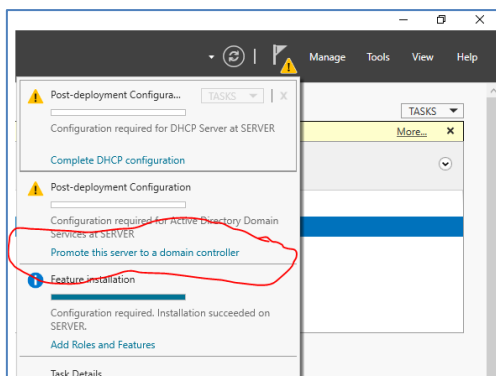 Manage Tools View Help
Post-deployment Configura... TASKS X
TASKS
Configuration required for DHCP Server at SERVER
More... X
Complete DHCP configuration
Post-deployment Configuration
Configuration required for Active Directory Domain
Services at SERVER
Promote this server to a domain controller
Feature installation
Configuration required. Installation succeeded on
SERVER.
Add Roles and Features
Task Details